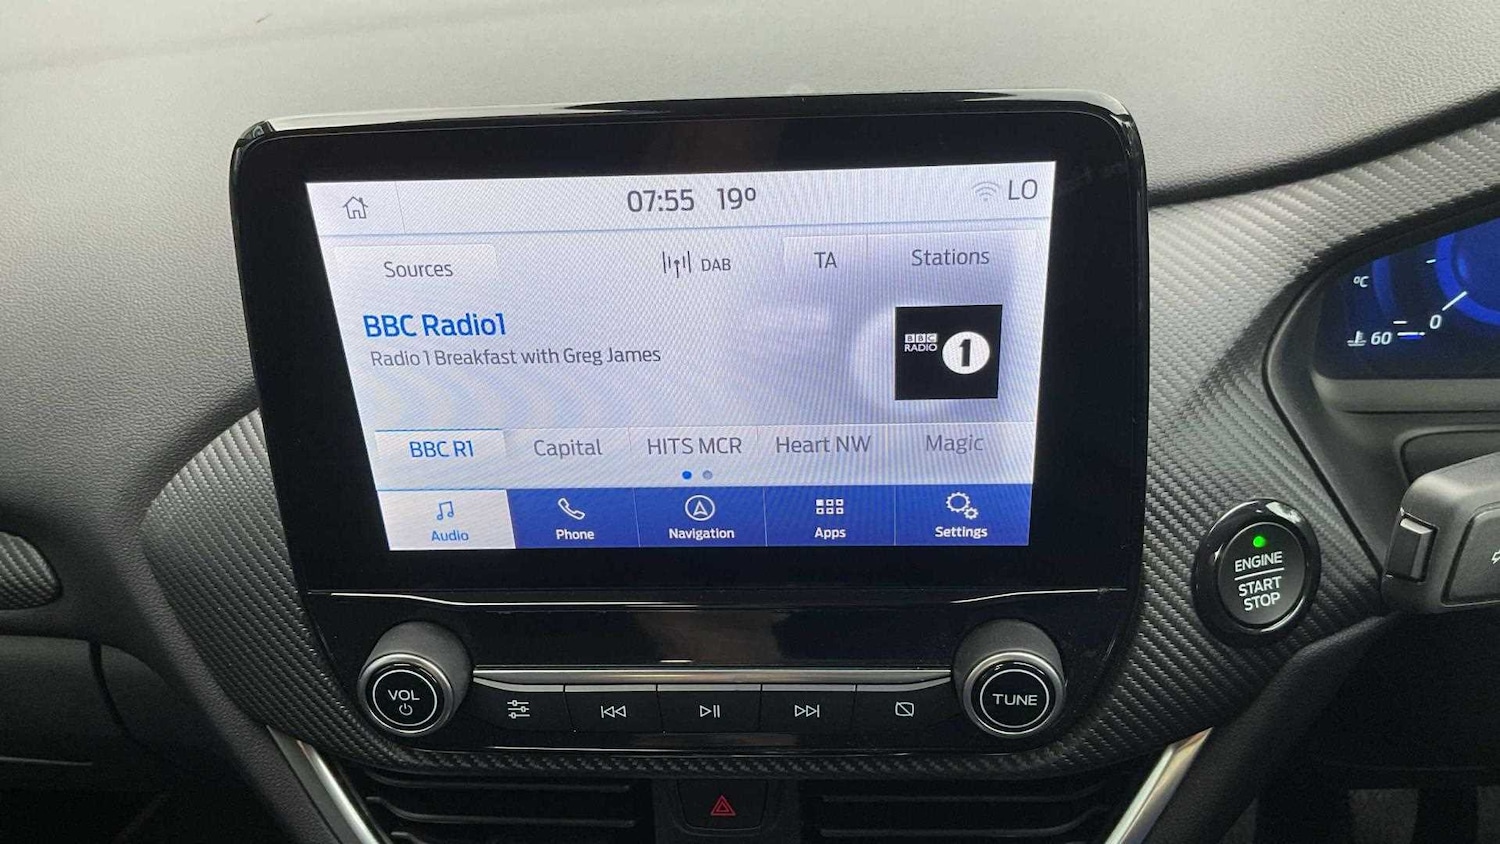 07:55 19º LO
Sources DAB TA Stations
BBC Radio1
Radio 1 Breakfast with Greg James
BBC
RADIO 1
BBC R1 Capital HITS MCR Heart NW Magic
Audio Phone Navigation Apps Settings
ºC
60
0
ENGINE
START
STOP
VOL
TUNE